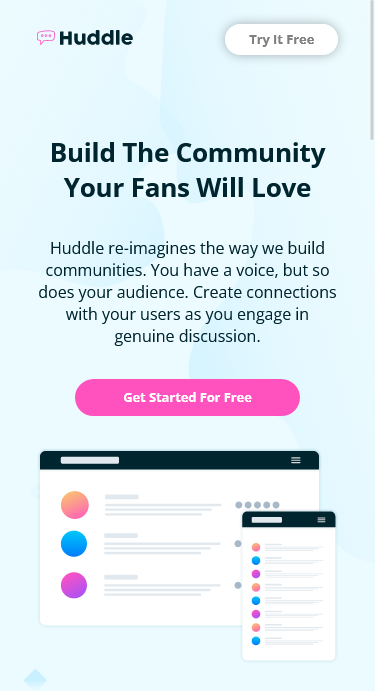 Huddle
Try It Free
Build The Community
Your Fans Will Love
Huddle re-imagines the way we build
communities. You have a voice, but so
does your audience. Create connections
with your users as you engage in
genuine discussion.
Get Started For Free